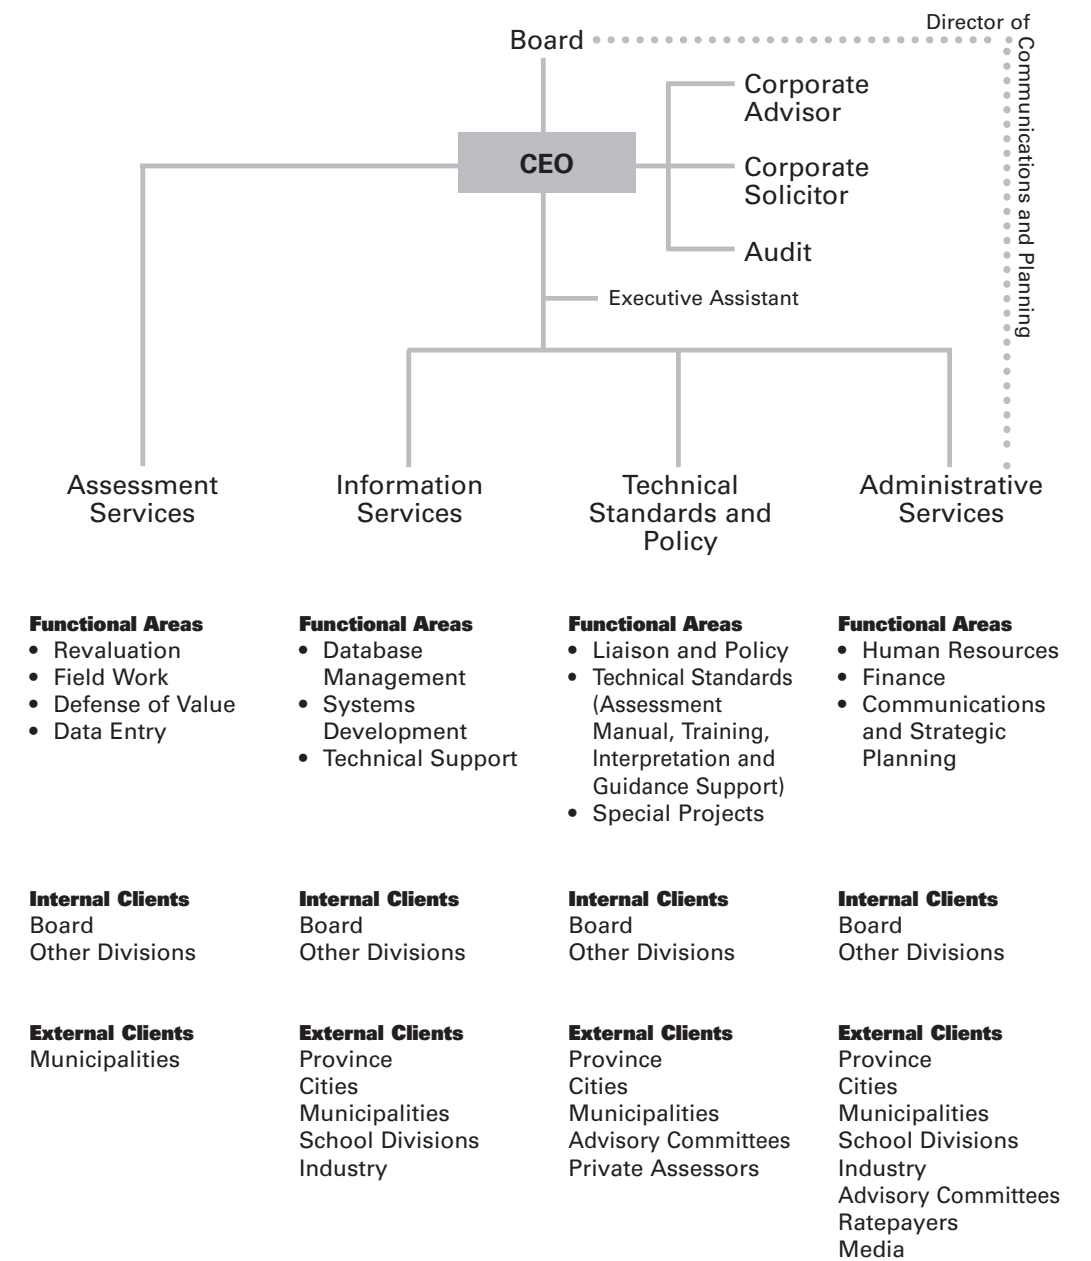 Director of
Communications and Planning
Board
Corporate
Advisor
CEO
Corporate
Solicitor
Audit
Executive Assistant
Assessment
Services
Information
Services
Technical
Standards and
Policy
Administrative
Services
Functional Areas
• Revaluation
• Field Work
• Defense of Value
• Data Entry
Functional Areas
• Database
Management
• Systems
Development
• Technical Support
Functional Areas
• Liaison and Policy
• Technical Standards
(Assessment
Manual, Training,
Interpretation and
Guidance Support)
• Special Projects
Functional Areas
• Human Resources
• Finance
• Communications
and Strategic
Planning
Internal Clients
Board
Other Divisions
Internal Clients
Board
Other Divisions
Internal Clients
Board
Other Divisions
Internal Clients
Board
Other Divisions
External Clients
Municipalities
External Clients
Province
Cities
Municipalities
School Divisions
Industry
External Clients
Province
Cities
Municipalities
Advisory Committees
Private Assessors
External Clients
Province
Cities
Municipalities
School Divisions
Industry
Advisory Committees
Ratepayers
Media